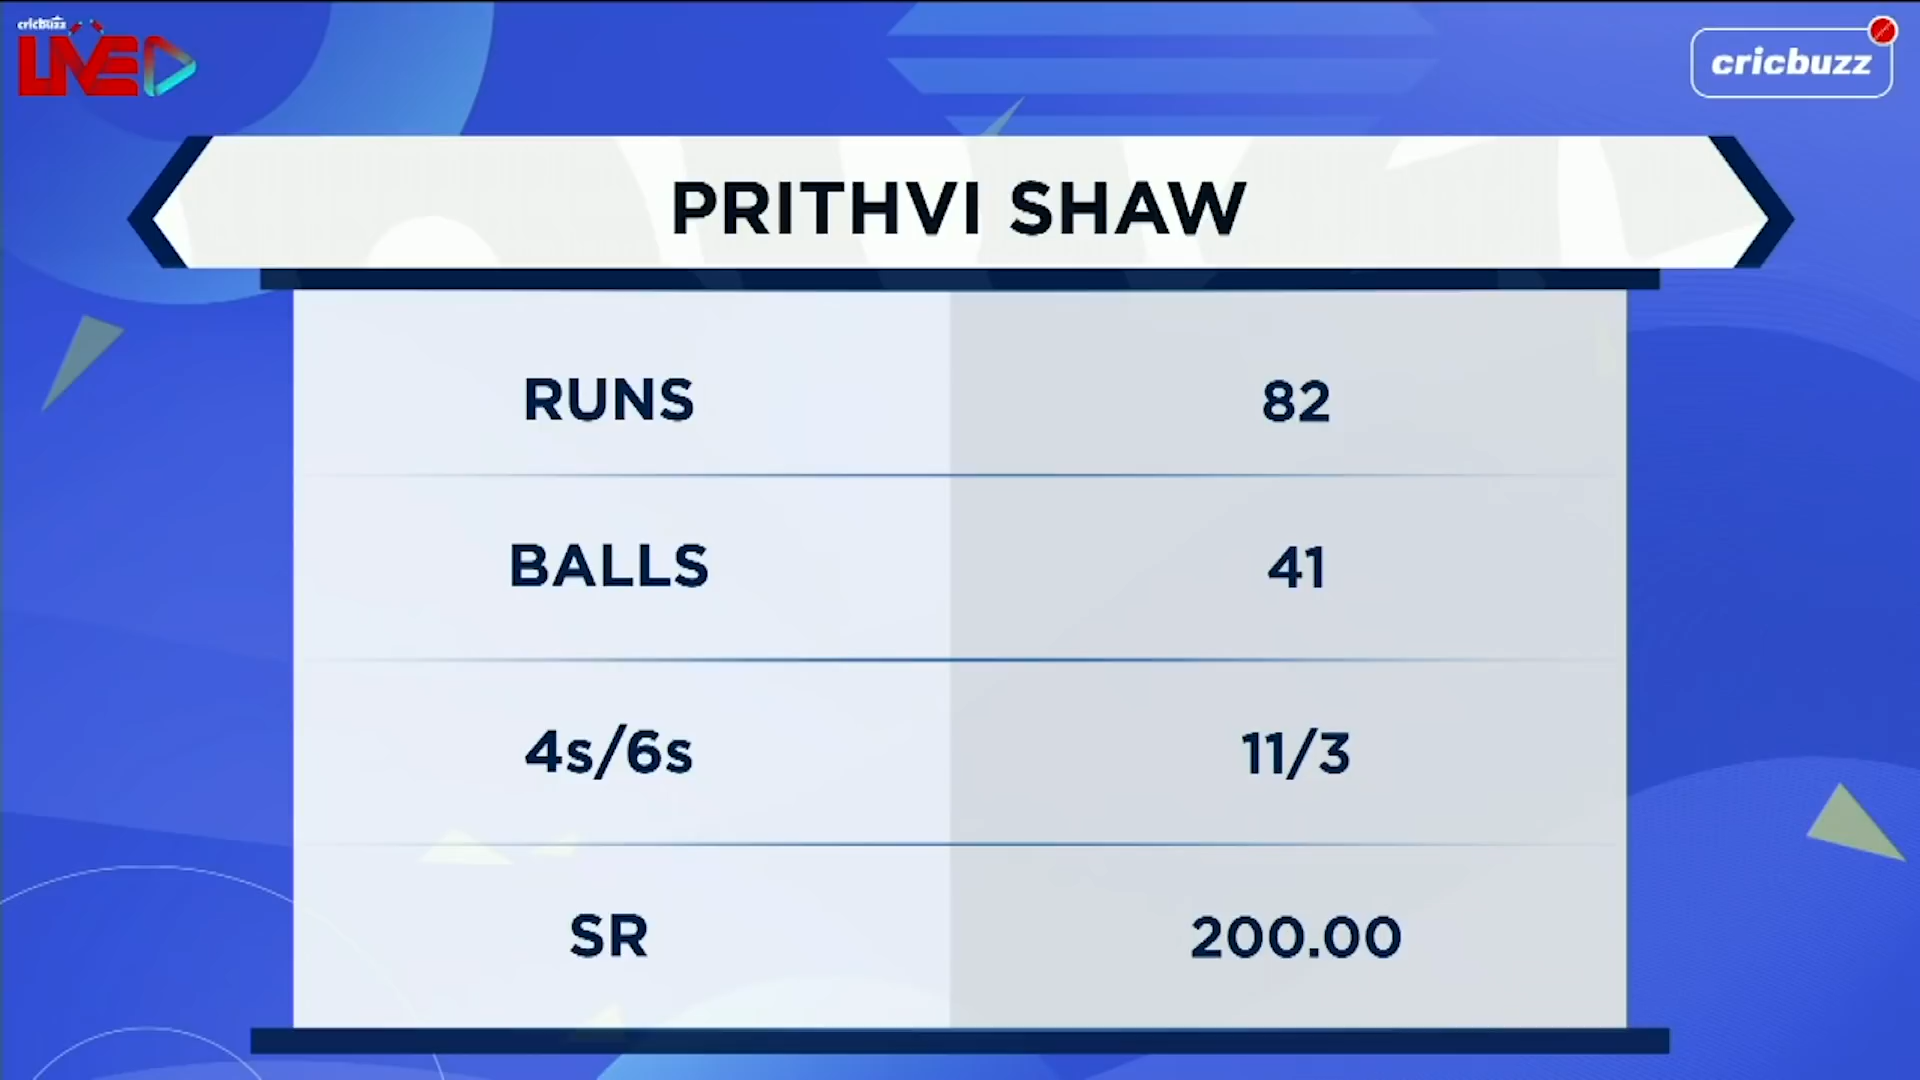 cricbuzz
LIVE
cricbuzz
PRITHVI SHAW
RUNS 82
BALLS 41
4s/6s 11/3
SR 200.00